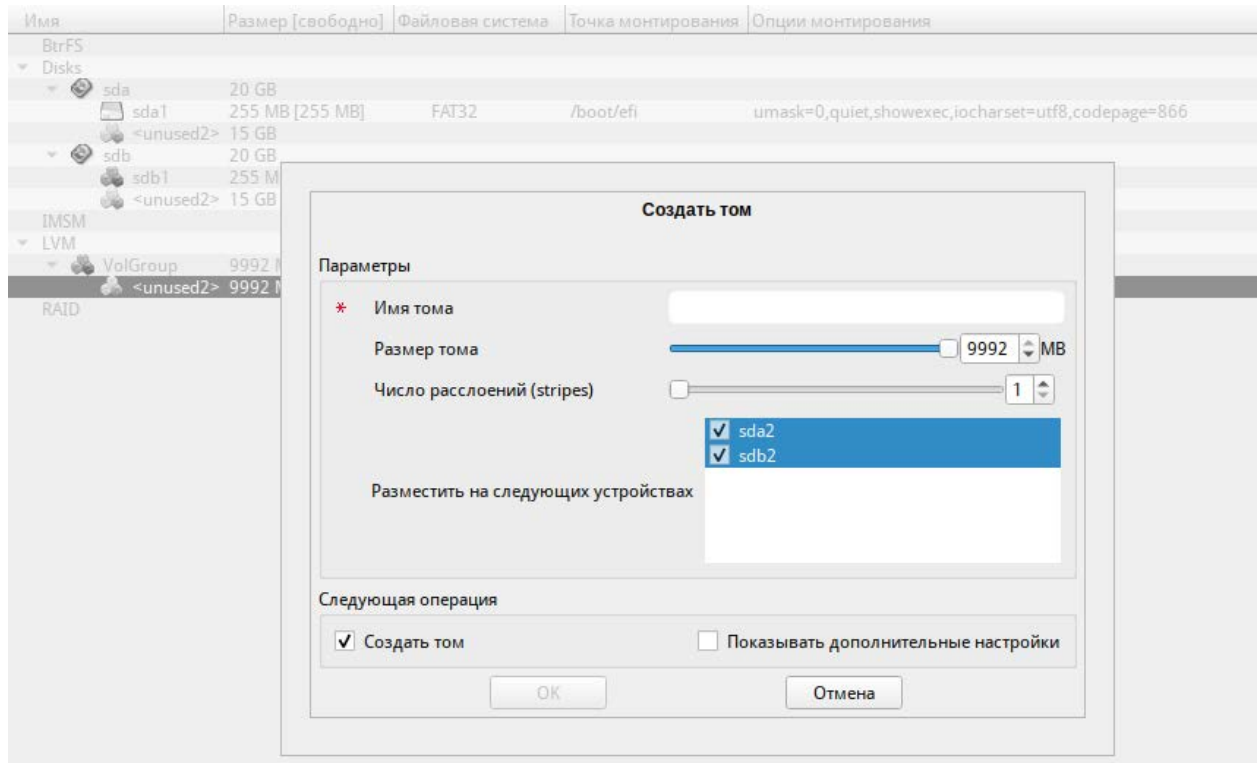 Имя Размер [свободно] Файловая система Точка монтирования Опции монтирования
BtrFS
Disks
sda 20 GB
sda1 255 MB [255 MB] FAT32 /boot/efi umask=0,quiet,showexec,iocharset=utf8,codepage=866
<unused2> 15 GB
sdb 20 GB
sdb1 255 M
<unused2> 15 GB
IMSM
LVM
VolGroup 9992 M
<unused2> 9992 M
RAID
Создать том
Параметры
* Имя тома
Размер тома 9992 MB
Число расслоений (stripes) 1
sda2
sdb2
Разместить на следующих устройствах
Следующая операция
Создать том Показывать дополнительные настройки
OK Отмена